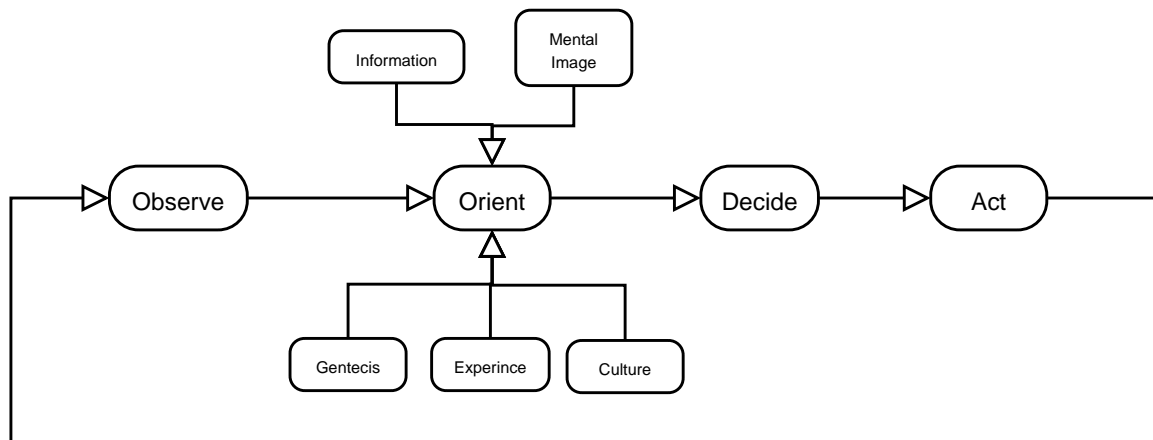 Information
Mental
Image
Observe
Orient
Decide
Act
Gentecis
Experince
Culture